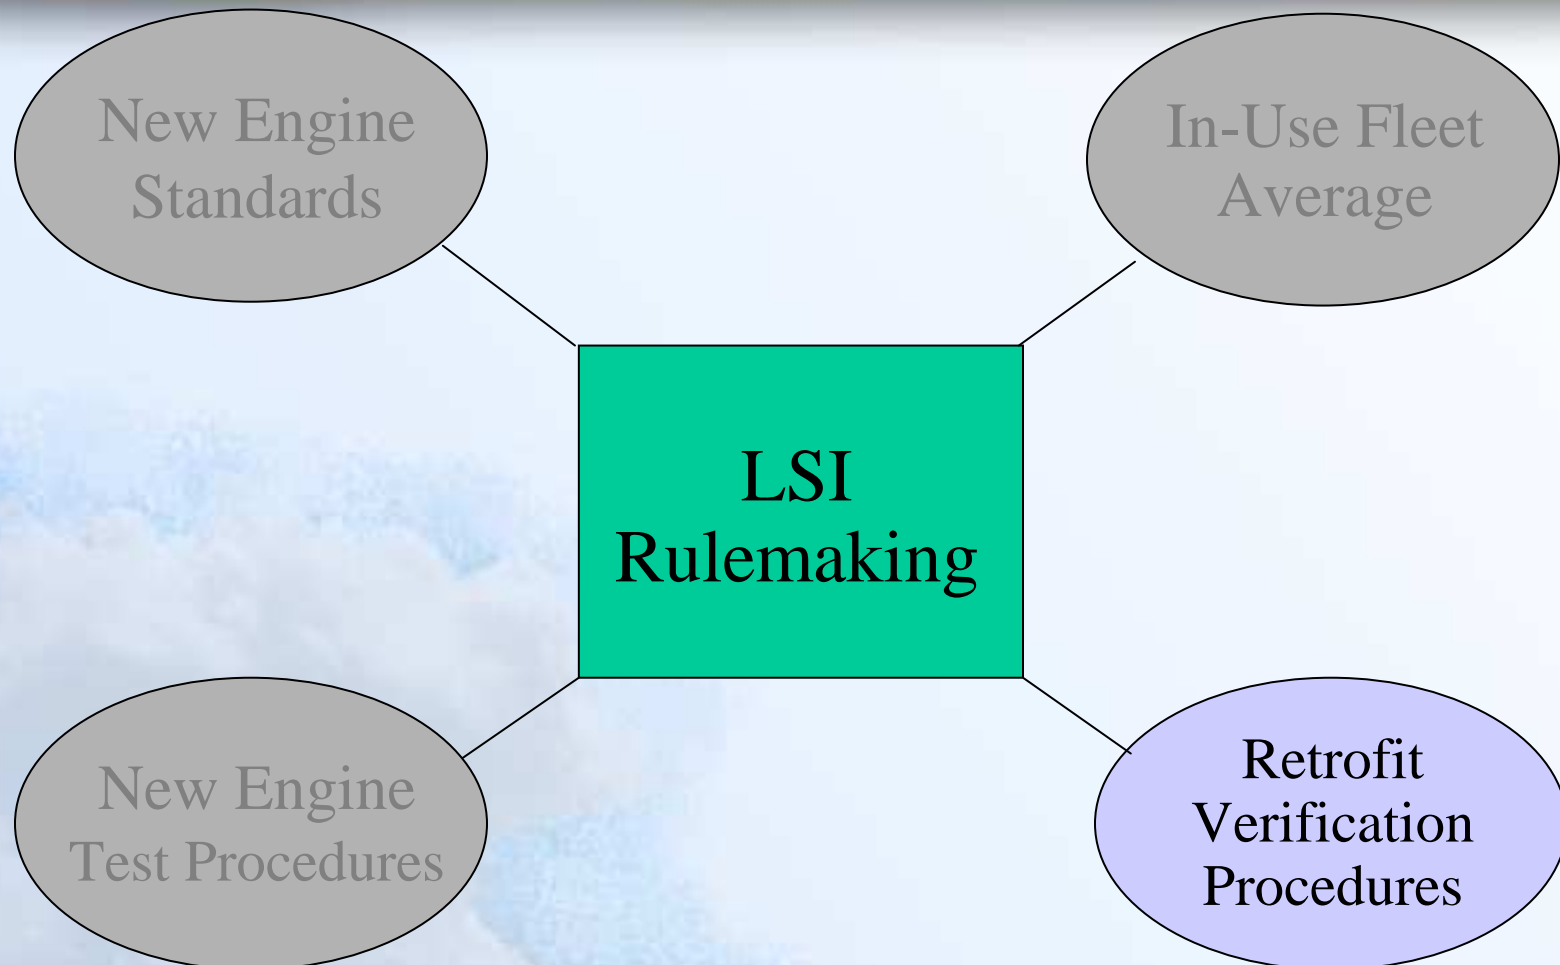 New Engine
Standards
In-Use Fleet
Average
LSI
Rulemaking
New Engine
Test Procedures
Retrofit
Verification
Procedures